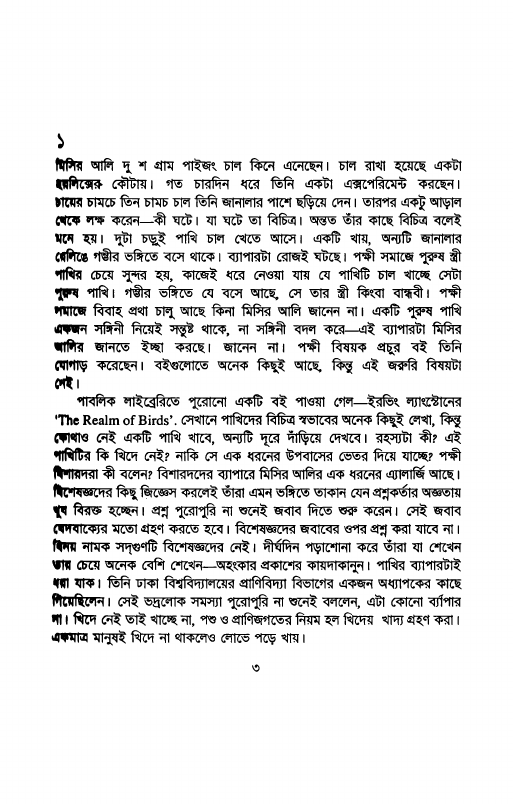 ১
মিসির আলি দু শ গ্রাম পাইজং চাল কিনে এনেছেন। চাল রাখা হয়েছে একটা
হরলিক্সের কৌটায়। গত চারদিন ধরে তিনি একটা এক্সপেরিমেন্ট করছেন।
চায়ের চামচে তিন চামচ চাল তিনি জানালার পাশে ছড়িয়ে দেন। তারপর একটু আড়াল
থেকে লক্ষ করেন—কী ঘটে। যা ঘটে তা বিচিত্র। অন্তত তাঁর কাছে বিচিত্র বলেই
মনে হয়। দুটা চড়ুই পাখি চাল খেতে আসে। একটি খায়, অন্যটি জানালার
রেলিঙে গম্ভীর ভঙ্গিতে বসে থাকে। ব্যাপারটা রোজই ঘটছে। পক্ষী সমাজে পুরুষ স্ত্রী
পাখির চেয়ে সুন্দর হয়, কাজেই ধরে নেওয়া যায় যে পাখিটি চাল খাচ্ছে সেটা
পুরুষ পাখি। গম্ভীর ভঙ্গিতে যে বসে আছে, সে তার স্ত্রী কিংবা বান্ধবী। পক্ষী
সমাজে বিবাহ প্রথা চালু আছে কিনা মিসির আলি জানেন না। একটি পুরুষ পাখি
একজন সঙ্গিনী নিয়েই সন্তুষ্ট থাকে, না সঙ্গিনী বদল করে—এই ব্যাপারটা মিসির
আলির জানতে ইচ্ছা করছে। জানেন না। পক্ষী বিষয়ক প্রচুর বই তিনি
যোগাড় করেছেন। বইগুলোতে অনেক কিছুই আছে, কিন্তু এই জরুরি বিষয়টা
নেই।
পাবলিক লাইব্রেরিতে পুরোনো একটি বই পাওয়া গেল—ইরভিং ল্যাংস্টোনের
'The Realm of Birds'. সেখানে পাখিদের বিচিত্র স্বভাবের অনেক কিছুই লেখা, কিন্তু
কোথাও নেই একটি পাখি খাবে, অন্যটি দূরে দাঁড়িয়ে দেখবে। রহস্যটা কী? এই
পাখিটির কি খিদে নেই? নাকি সে এক ধরনের উপবাসের ভেতর দিয়ে যাচ্ছে? পক্ষী
বিশারদরা কী বলেন? বিশারদদের ব্যাপারে মিসির আলির এক ধরনের এ্যালার্জি আছে।
বিশেষজ্ঞদের কিছু জিজ্ঞেস করলেই তাঁরা এমন ভঙ্গিতে তাকান যেন প্রশ্নকর্তার অজ্ঞতায়
খুব বিরক্ত হচ্ছেন। প্রশ্ন পুরোপুরি না শুনেই জবাব দিতে শুরু করেন। সেই জবাব
বেদবাক্যের মতো গ্রহণ করতে হবে। বিশেষজ্ঞদের জবাবের ওপর প্রশ্ন করা যাবে না।
বিনয় নামক সদ্গুণটি বিশেষজ্ঞদের নেই। দীর্ঘদিন পড়াশোনা করে তাঁরা যা শেখেন
তার চেয়ে অনেক বেশি শেখেন—অহংকার প্রকাশের কায়দাকানুন। পাখির ব্যাপারটাই
ধরা যাক। তিনি ঢাকা বিশ্ববিদ্যালয়ের প্রাণিবিদ্যা বিভাগের একজন অধ্যাপকের কাছে
গিয়েছিলেন। সেই ভদ্রলোক সমস্যা পুরোপুরি না শুনেই বললেন, এটা কোনো ব্যাপার
না। খিদে নেই তাই খাচ্ছে না, পশু ও প্রাণিজগতের নিয়ম হল খিদেয় খাদ্য গ্রহণ করা।
একমাত্র মানুষই খিদে না থাকলেও লোভে পড়ে খায়।
৩